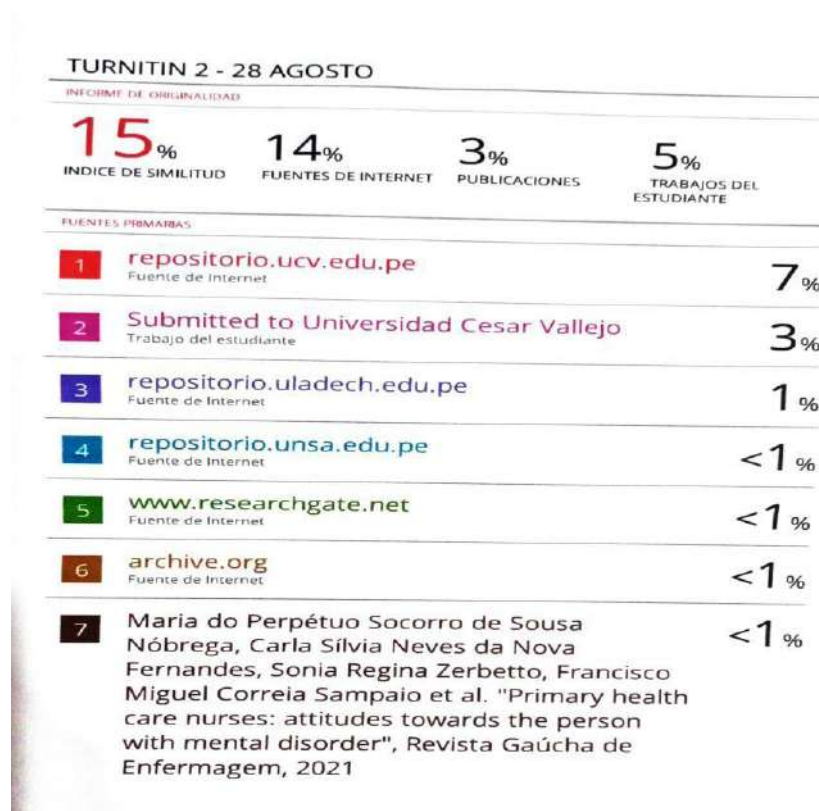 TURNITIN 2 - 28 AGOSTO
INFORME DE ORIGINALIDAD
15% 14% 3% 5%
INDICE DE SIMILITUD FUENTES DE INTERNET PUBLICACIONES TRABAJOS DEL
ESTUDIANTE
FUENTES PRIMARIAS
1 repositorio.ucv.edu.pe 7%
Fuente de Internet
2 Submitted to Universidad Cesar Vallejo 3%
Trabajo del estudiante
3 repositorio.uladech.edu.pe 1%
Fuente de Internet
4 repositorio.unsa.edu.pe <1%
Fuente de Internet
5 www.researchgate.net <1%
Fuente de Internet
6 archive.org <1%
Fuente de Internet
7 Maria do Perpétuo Socorro de Sousa <1%
Nóbrega, Carla Sílvia Neves da Nova
Fernandes, Sonia Regina Zerbetto, Francisco
Miguel Correia Sampaio et al. "Primary health
care nurses: attitudes towards the person
with mental disorder", Revista Gaúcha de
Enfermagem, 2021